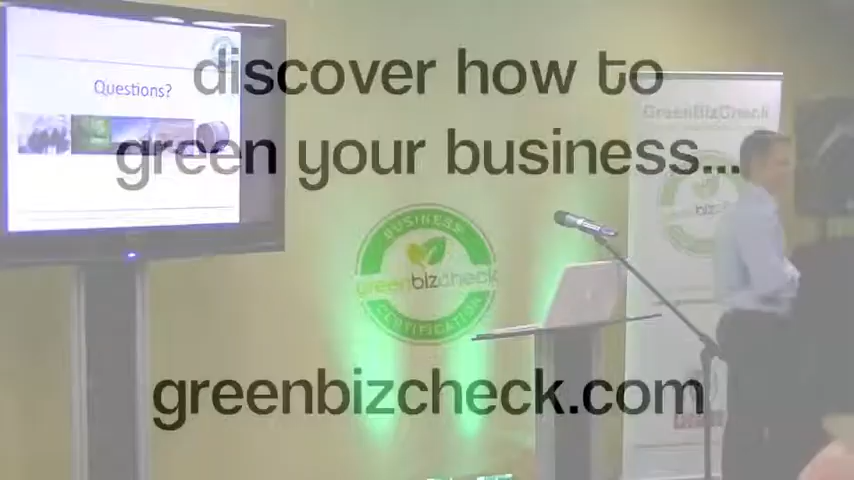 discover how to
green your business...
Questions?
GreenBizCheck
BUSINESS
greenbizcheck
CERTIFICATION
greenbizcheck.com